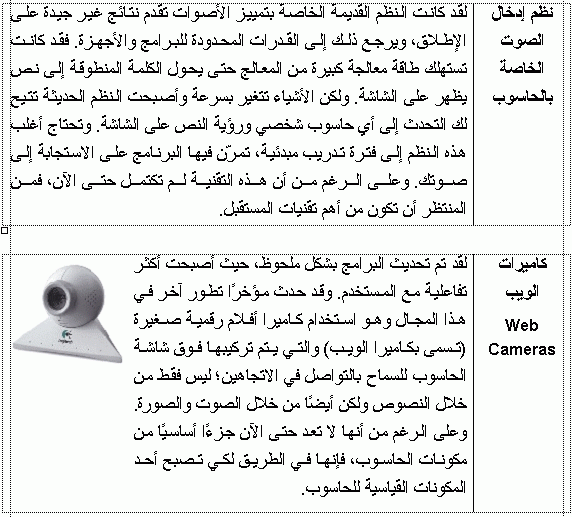 نظم إدخال
الصوت
الخاصة
بالحاسوب
لقد كانت النظم القديمة الخاصة بتمييز الأصوات تقدم نتائج غير جيدة على
الإطلاق، ويرجع ذلك إلى القدرات المحدودة للبرامج والأجهزة. فقد كانت
تستهلك طاقة معالجة كبيرة من المعالج حتى يحول الكلمة المنطوقة إلى نص
يظهر على الشاشة. ولكن الأشياء تتغير بسرعة وأصبحت النظم الحديثة تتيح
لك التحدث إلى أي حاسوب شخصي ورؤية النص على الشاشة. وتحتاج أغلب
هذه النظم إلى فترة تدريب مبدئية، تمرّن فيها البرنامج على الاستجابة إلى
صوتك. وعلى الرغم من أن هذه التقنية لم تكتمل حتى الآن، فمن
المنتظر أن تكون من أهم تقنيات المستقبل.
كاميرات
الويب
Web
Cameras
لقد تم تحديث البرامج بشكل ملحوظ، حيث أصبحت أكثر
تفاعلية مع المستخدم. وقد حدث مؤخرًا تطور آخر في
هذا المجال وهو استخدام كاميرا أفلام رقمية صغيرة
(تسمى بكاميرا الويب) والتي يتم تركيبها فوق شاشة
الحاسوب للسماح بالتواصل في الاتجاهين؛ ليس فقط من
خلال النصوص ولكن أيضًا من خلال الصوت والصورة.
وعلى الرغم من أنها لا تعد حتى الآن جزءًا أساسيًا من
مكونات الحاسوب، فإنها في الطريق لكي تصبح أحد
المكونات القياسية للحاسوب.